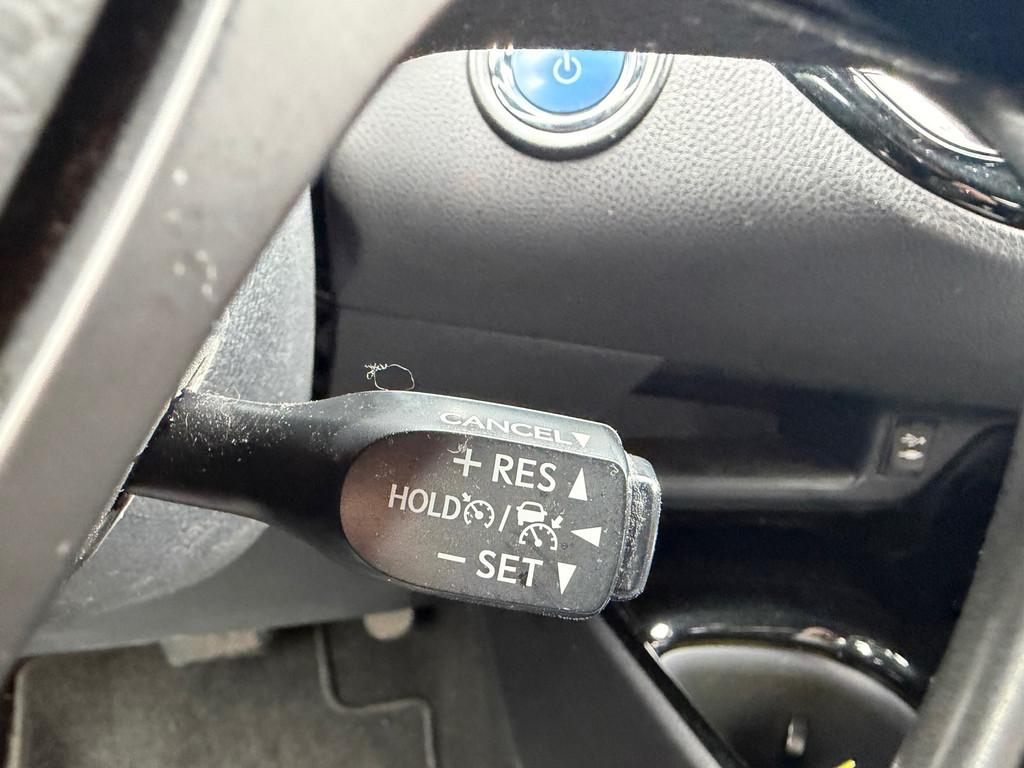 CANCEL▼
+ RES ▲
HOLD / ◀
− SET ▼